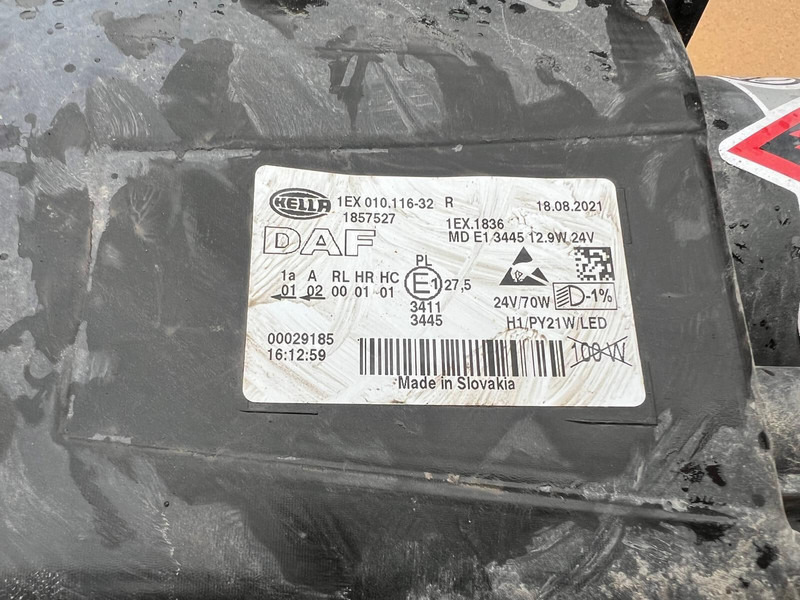 HELLA 1EX 010.116-32 R 18.08.2021
1857527 1EX.1836
MD E1 3445 12.9W 24V
DAF
PL
1a A RL HR HC E1 27,5
01 02 00 01 01
3411
3445
24V/70W D-1%
H1/PY21W/LED
00029185
16:12:59
100W
Made in Slovakia